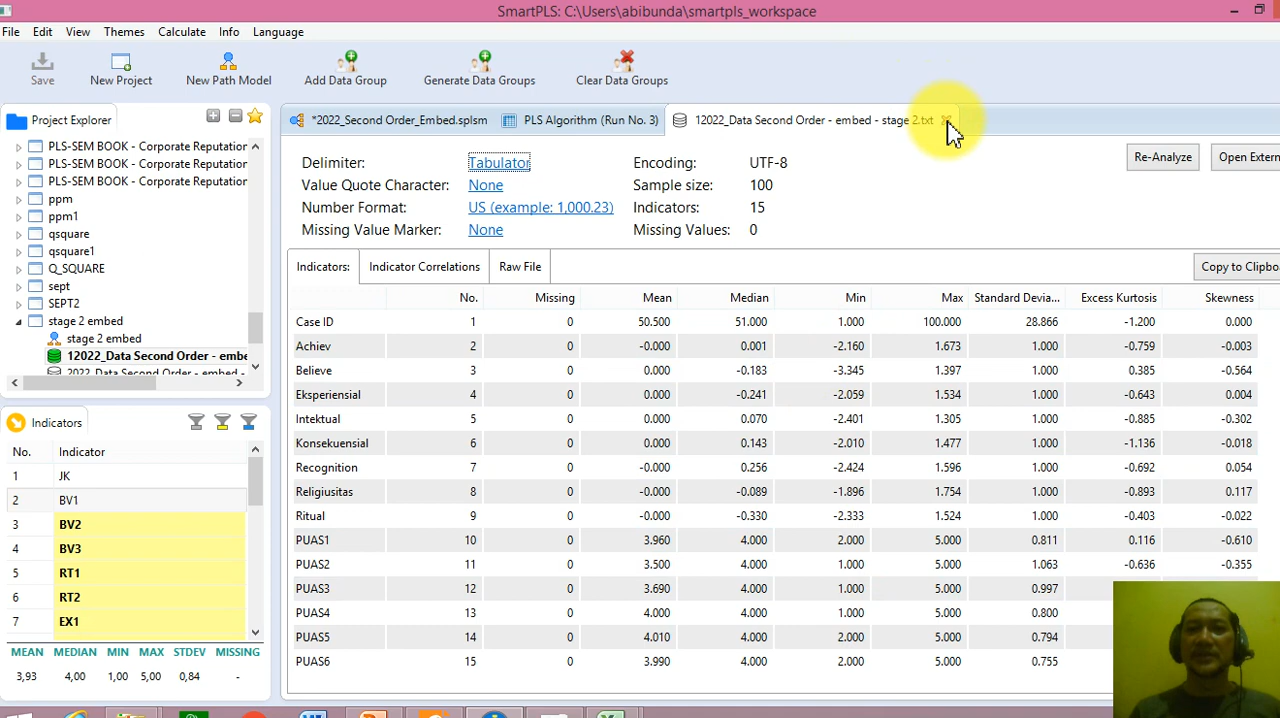 SmartPLS: C:\Users\abibunda\smartpls_workspace
File Edit View Themes Calculate Info Language
Save New Project New Path Model Add Data Group Generate Data Groups Clear Data Groups
Project Explorer
*2022_Second Order_Embed.splsm PLS Algorithm (Run No. 3) 12022_Data Second Order - embed - stage 2.txt
PLS-SEM BOOK - Corporate Reputation
PLS-SEM BOOK - Corporate Reputation
PLS-SEM BOOK - Corporate Reputation
ppm
ppm1
qsquare
qsquare1
Q_SQUARE
sept
SEPT2
stage 2 embed
stage 2 embed
12022_Data Second Order - embe
2022_Data Second Order - embed -
Delimiter: Tabulator Encoding: UTF-8
Value Quote Character: None Sample size: 100
Number Format: US (example: 1,000.23) Indicators: 15
Missing Value Marker: None Missing Values: 0
Re-Analyze Open Extern
Indicators: Indicator Correlations Raw File Copy to Clipbo
No. Missing Mean Median Min Max Standard Devia... Excess Kurtosis Skewness
Case ID 1 0 50.500 51.000 1.000 100.000 28.866 -1.200 0.000
Achiev 2 0 -0.000 0.001 -2.160 1.673 1.000 -0.759 -0.003
Believe 3 0 0.000 -0.183 -3.345 1.397 1.000 0.385 -0.564
Eksperiensial 4 0 0.000 -0.241 -2.059 1.534 1.000 -0.643 0.004
Intektual 5 0 0.000 0.070 -2.401 1.305 1.000 -0.885 -0.302
Konsekuensial 6 0 0.000 0.143 -2.010 1.477 1.000 -1.136 -0.018
Recognition 7 0 -0.000 0.256 -2.424 1.596 1.000 -0.692 0.054
Religiusitas 8 0 -0.000 -0.089 -1.896 1.754 1.000 -0.893 0.117
Ritual 9 0 -0.000 -0.330 -2.333 1.524 1.000 -0.403 -0.022
PUAS1 10 0 3.960 4.000 2.000 5.000 0.811 0.116 -0.610
PUAS2 11 0 3.500 4.000 1.000 5.000 1.063 -0.636 -0.355
PUAS3 12 0 3.690 4.000 1.000 5.000 0.997
PUAS4 13 0 4.000 4.000 1.000 5.000 0.800
PUAS5 14 0 4.010 4.000 2.000 5.000 0.794
PUAS6 15 0 3.990 4.000 2.000 5.000 0.755
Indicators
No. Indicator
1 JK
2 BV1
3 BV2
4 BV3
5 RT1
6 RT2
7 EX1
MEAN MEDIAN MIN MAX STDEV MISSING
3,93 4,00 1,00 5,00 0,84 -